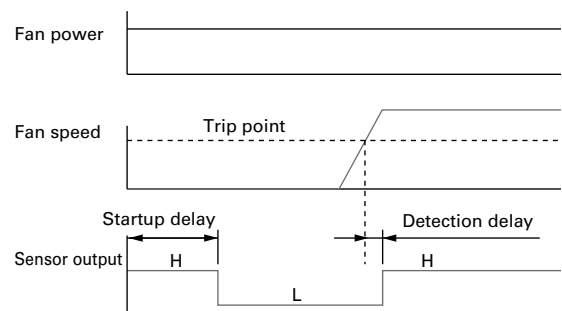 Fan power
Fan speed
Trip point
Startup delay
Detection delay
Sensor output
H
L
H